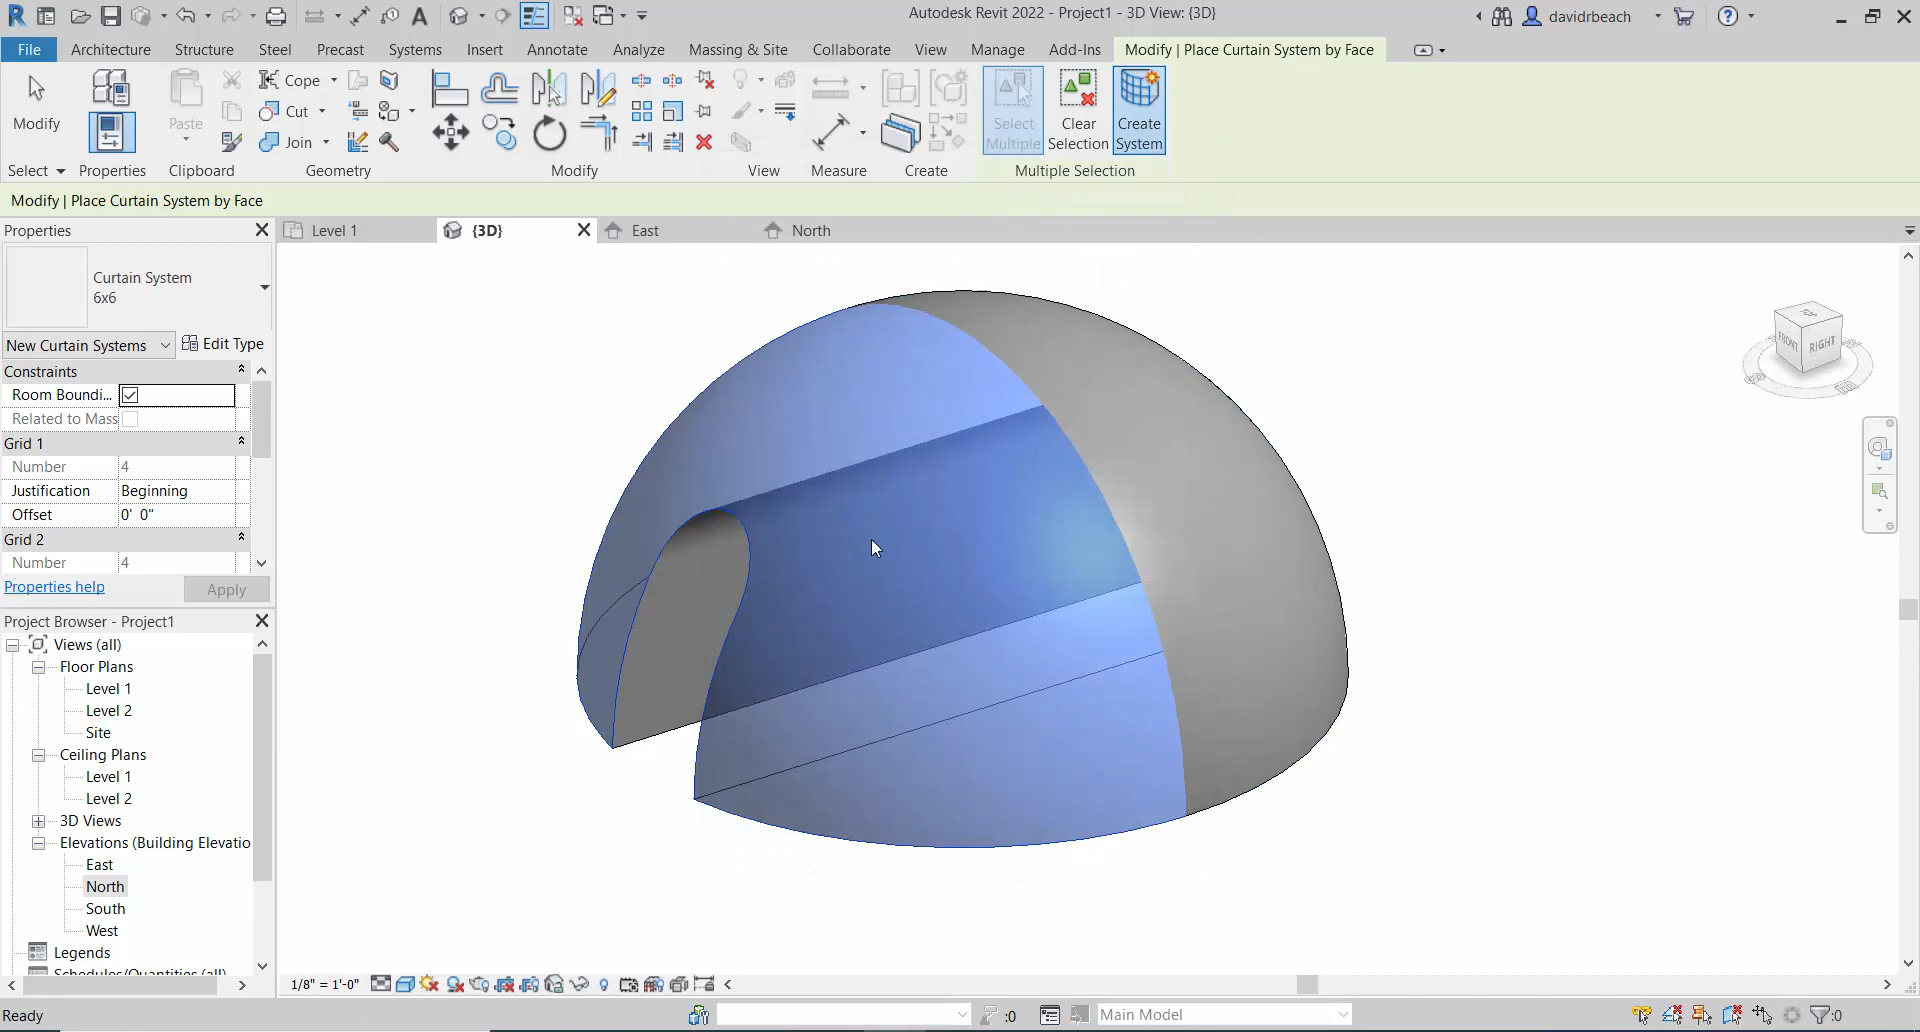 Autodesk Revit 2022 - Project1 - 3D View: {3D}
davidrbeach
File
Architecture
Structure
Steel
Precast
Systems
Insert
Annotate
Analyze
Massing & Site
Collaborate
View
Manage
Add-Ins
Modify | Place Curtain System by Face
Modify
Paste
Cope
Cut
Join
Select Multiple
Clear Selection
Create System
Select
Properties
Clipboard
Geometry
Modify
View
Measure
Create
Multiple Selection
Modify | Place Curtain System by Face
Properties
Level 1
{3D}
East
North
Curtain System
6x6
New Curtain Systems
Edit Type
Constraints
Room Boundi...
Related to Mass
Grid 1
Number 4
Justification Beginning
Offset 0' 0"
Grid 2
Number 4
Properties help
Apply
Project Browser - Project1
Views (all)
Floor Plans
Level 1
Level 2
Site
Ceiling Plans
Level 1
Level 2
3D Views
Elevations (Building Elevatio
East
North
South
West
Legends
Schedules/Quantities (all)
FRONT
RIGHT
1/8" = 1'-0"
Ready
:0
Main Model
:0